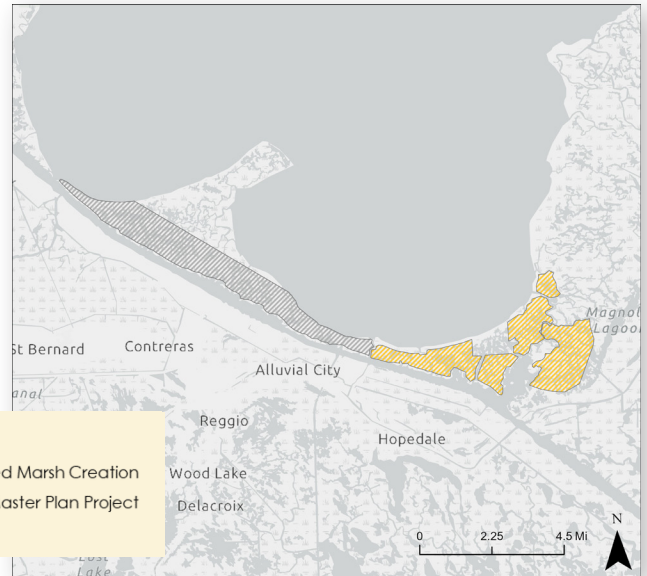 Magnol
Lagoo
St Bernard
Contreras
Alluvial City
anal
Reggio
Hopedale
d Marsh Creation
Wood Lake
aster Plan Project
Delacroix
Lost
Lake
0 2.25 4.5 Mi
N